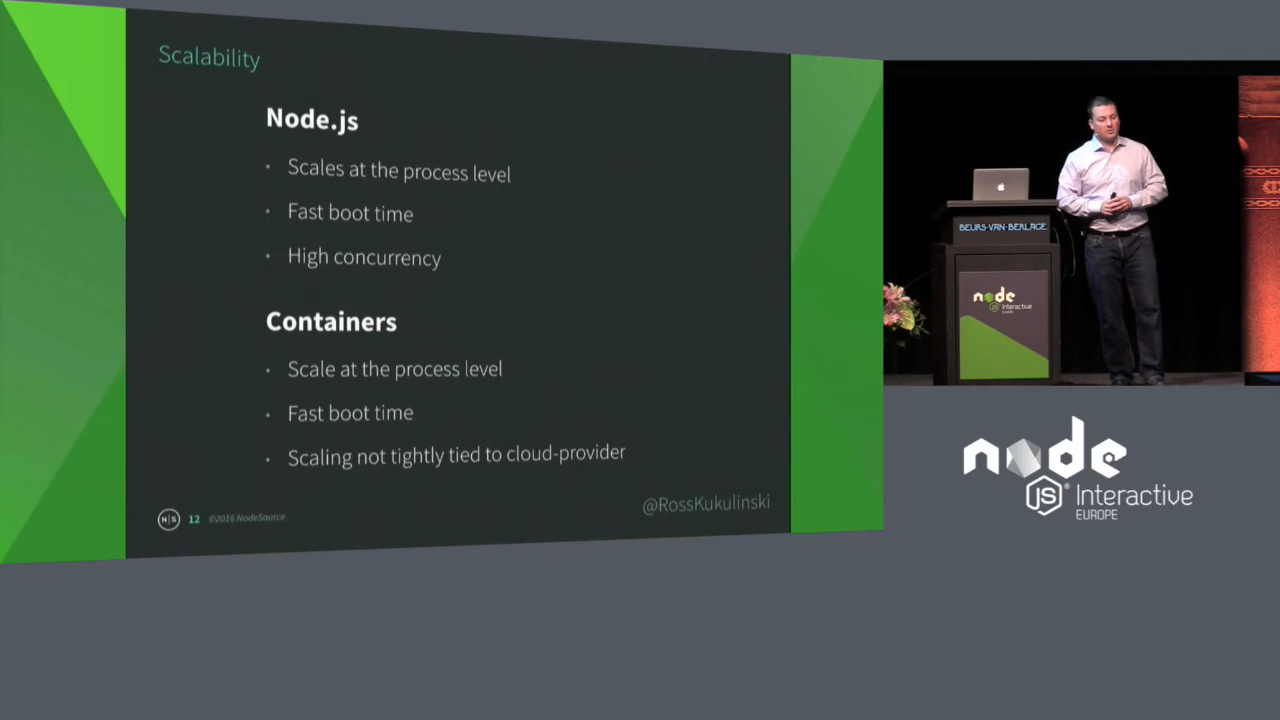 Scalability
Node.js
• Scales at the process level
• Fast boot time
• High concurrency
Containers
• Scale at the process level
• Fast boot time
• Scaling not tightly tied to cloud-provider
@RossKukulinski
N|S 12 ©2016 NodeSource
BEURS·VAN·BERLAGE
node
JS Interactive
EUROPE
node
JS® Interactive
EUROPE